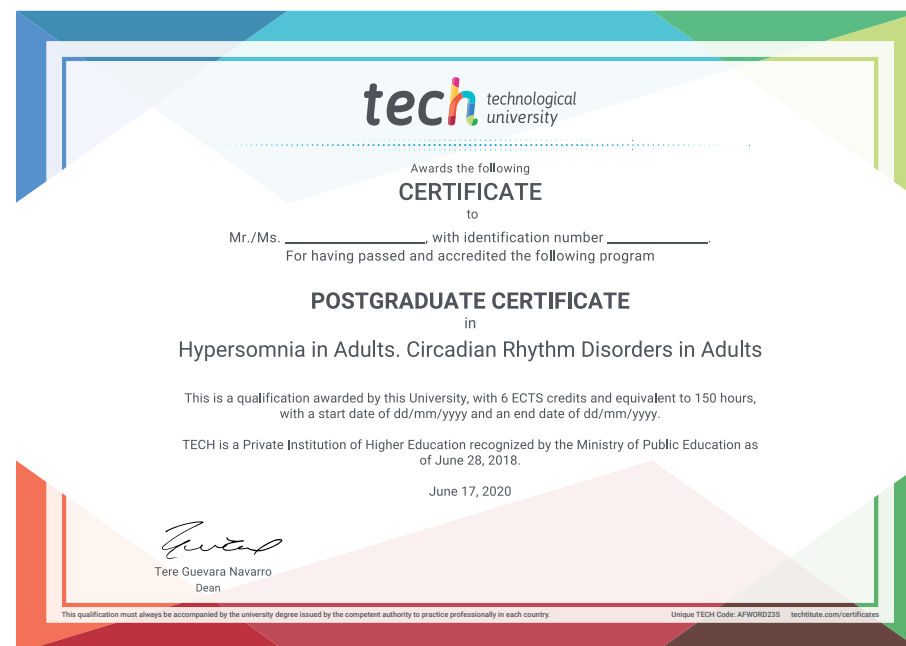 tech technological
university
Awards the following
CERTIFICATE
to
Mr./Ms. ____________, with identification number ____________.
For having passed and accredited the following program
POSTGRADUATE CERTIFICATE
in
Hypersomnia in Adults. Circadian Rhythm Disorders in Adults
This is a qualification awarded by this University, with 6 ECTS credits and equivalent to 150 hours,
with a start date of dd/mm/yyyy and an end date of dd/mm/yyyy.
TECH is a Private Institution of Higher Education recognized by the Ministry of Public Education as
of June 28, 2018.
June 17, 2020
Tere Guevara Navarro
Dean
This qualification must always be accompanied by the university degree issued by the competent authority to practice professionally in each country. Unique TECH Code: AFWORD23S techtitute.com/certificates